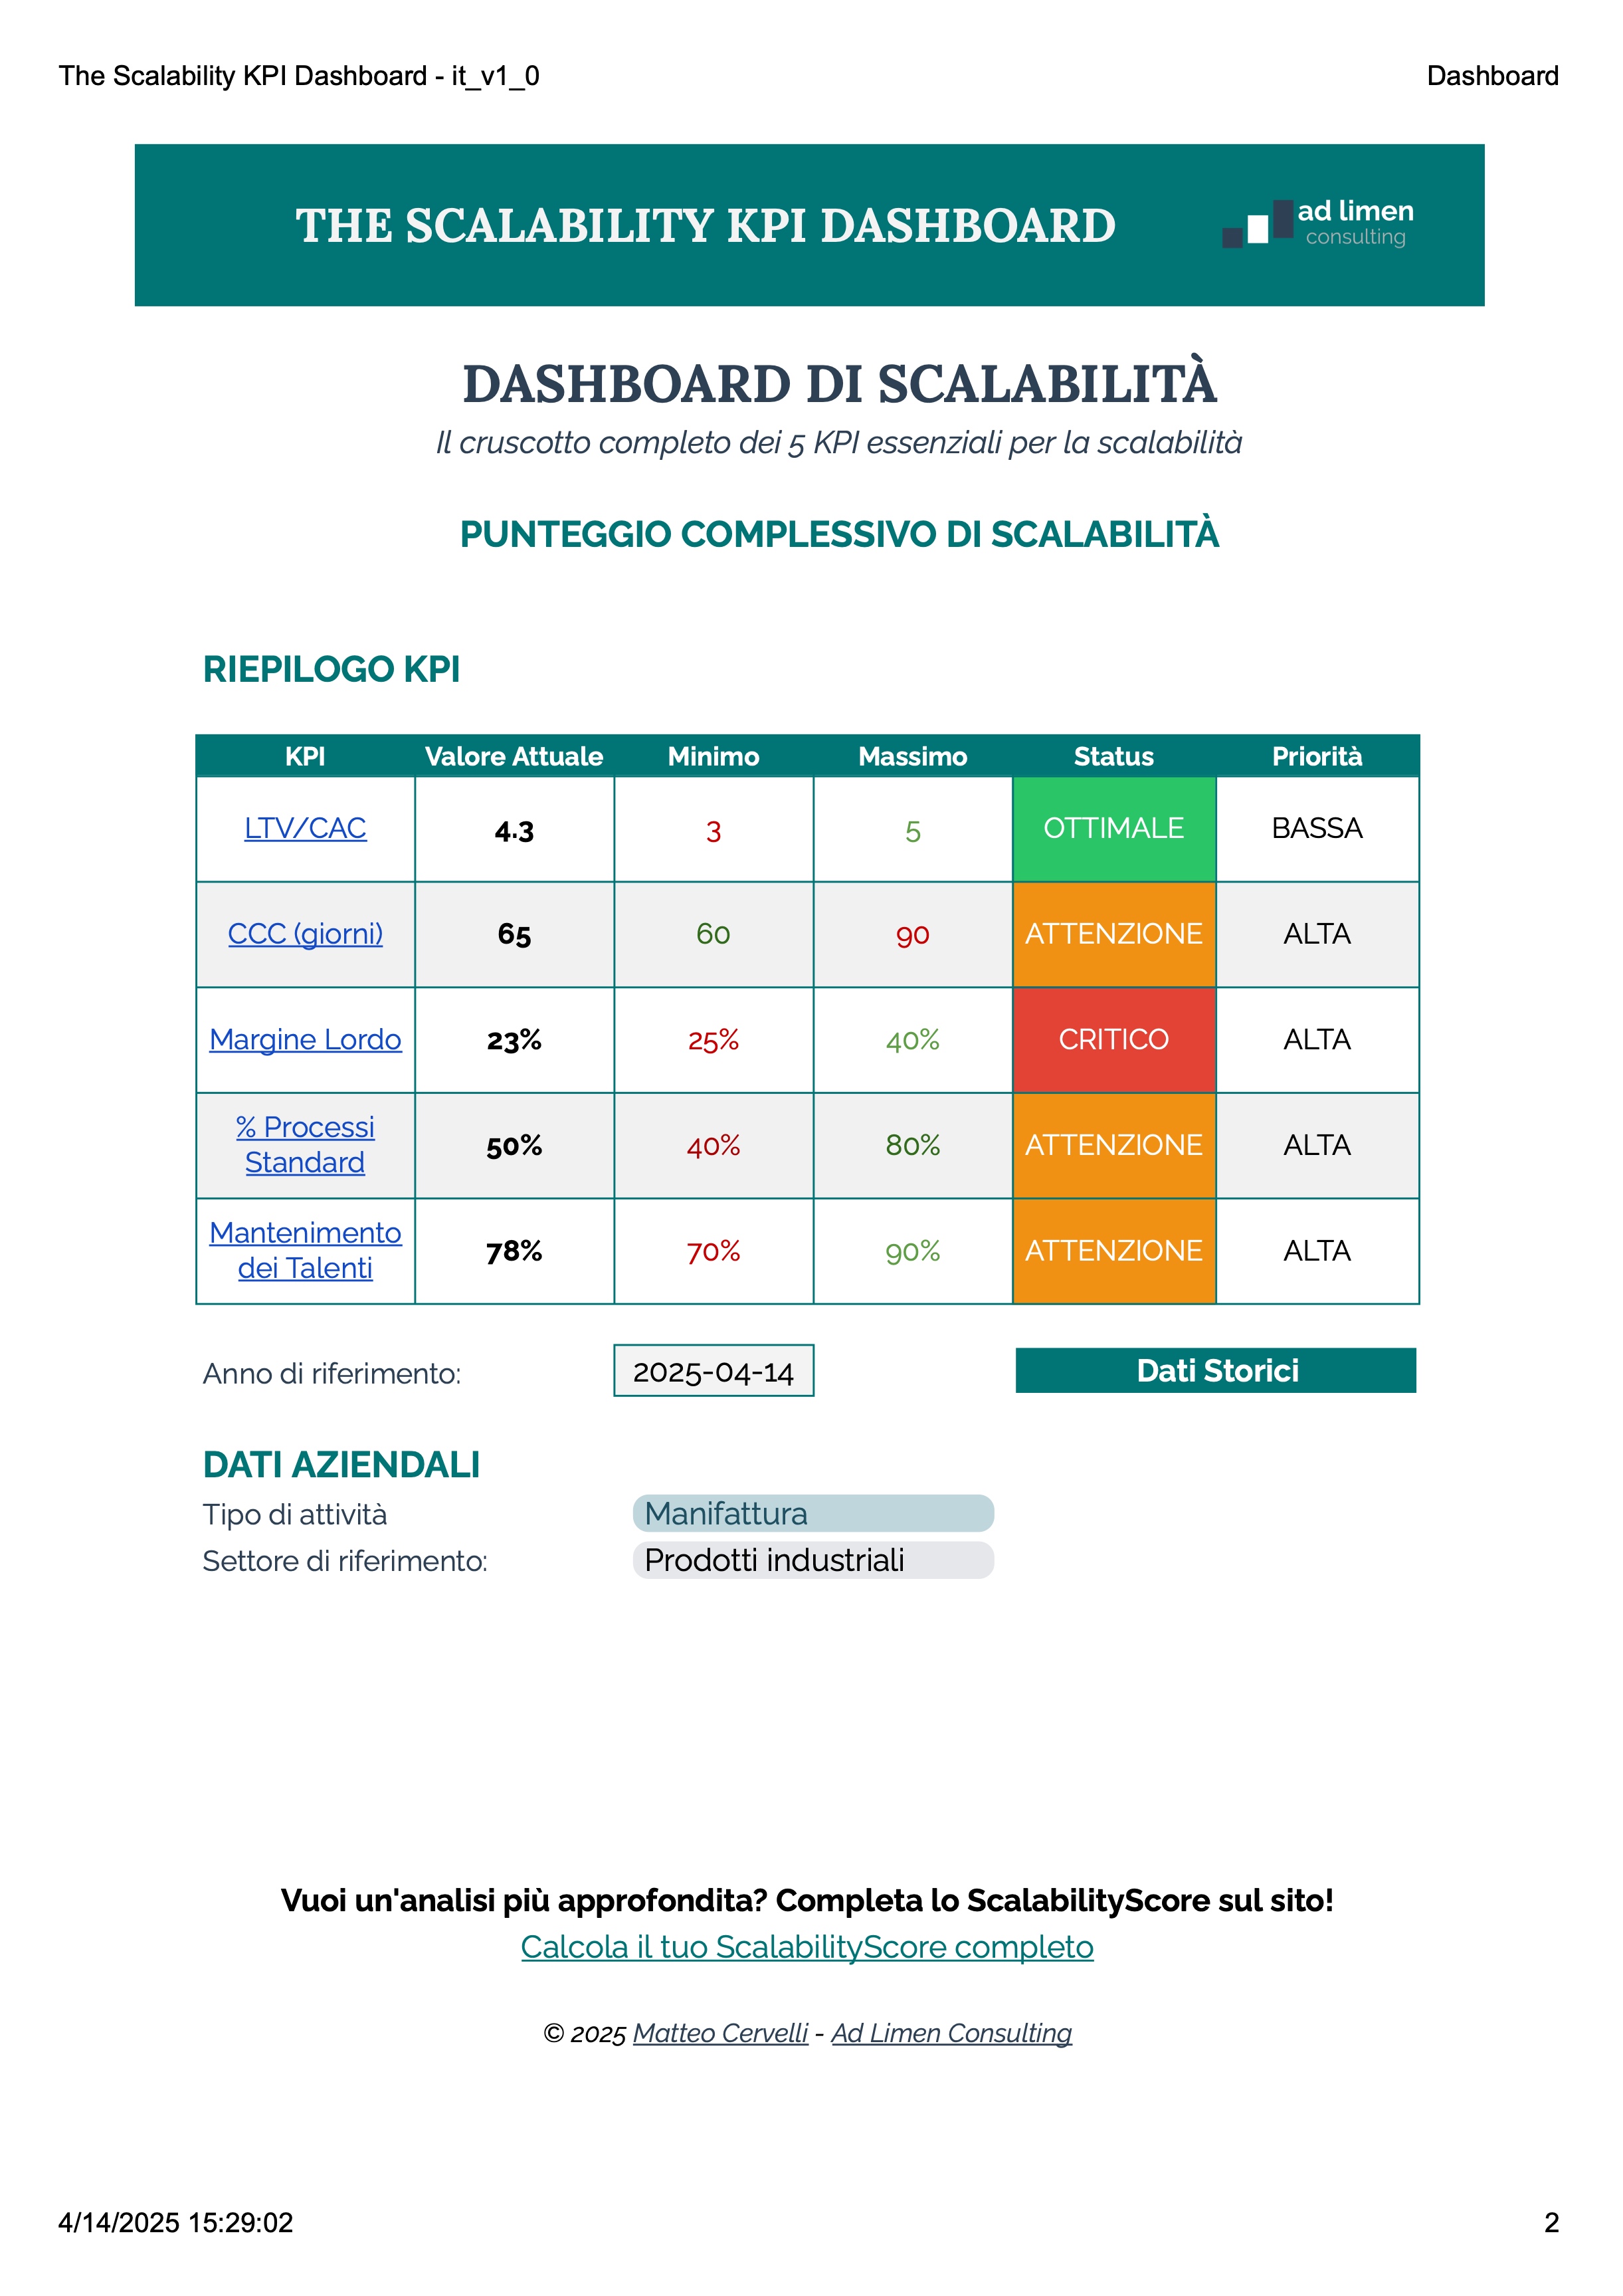 The Scalability KPI Dashboard - it_v1_0
Dashboard
THE SCALABILITY KPI DASHBOARD
ad limen
consulting
DASHBOARD DI SCALABILITÀ
Il cruscotto completo dei 5 KPI essenziali per la scalabilità
PUNTEGGIO COMPLESSIVO DI SCALABILITÀ
RIEPILOGO KPI
KPI Valore Attuale Minimo Massimo Status Priorità
LTV/CAC 4.3 3 5 OTTIMALE BASSA
CCC (giorni) 65 60 90 ATTENZIONE ALTA
Margine Lordo 23% 25% 40% CRITICO ALTA
% Processi
Standard 50% 40% 80% ATTENZIONE ALTA
Mantenimento
dei Talenti 78% 70% 90% ATTENZIONE ALTA
Anno di riferimento: 2025-04-14 Dati Storici
DATI AZIENDALI
Tipo di attività Manifattura
Settore di riferimento: Prodotti industriali
Vuoi un'analisi più approfondita? Completa lo ScalabilityScore sul sito!
Calcola il tuo ScalabilityScore completo
© 2025 Matteo Cervelli - Ad Limen Consulting
4/14/2025 15:29:02
2